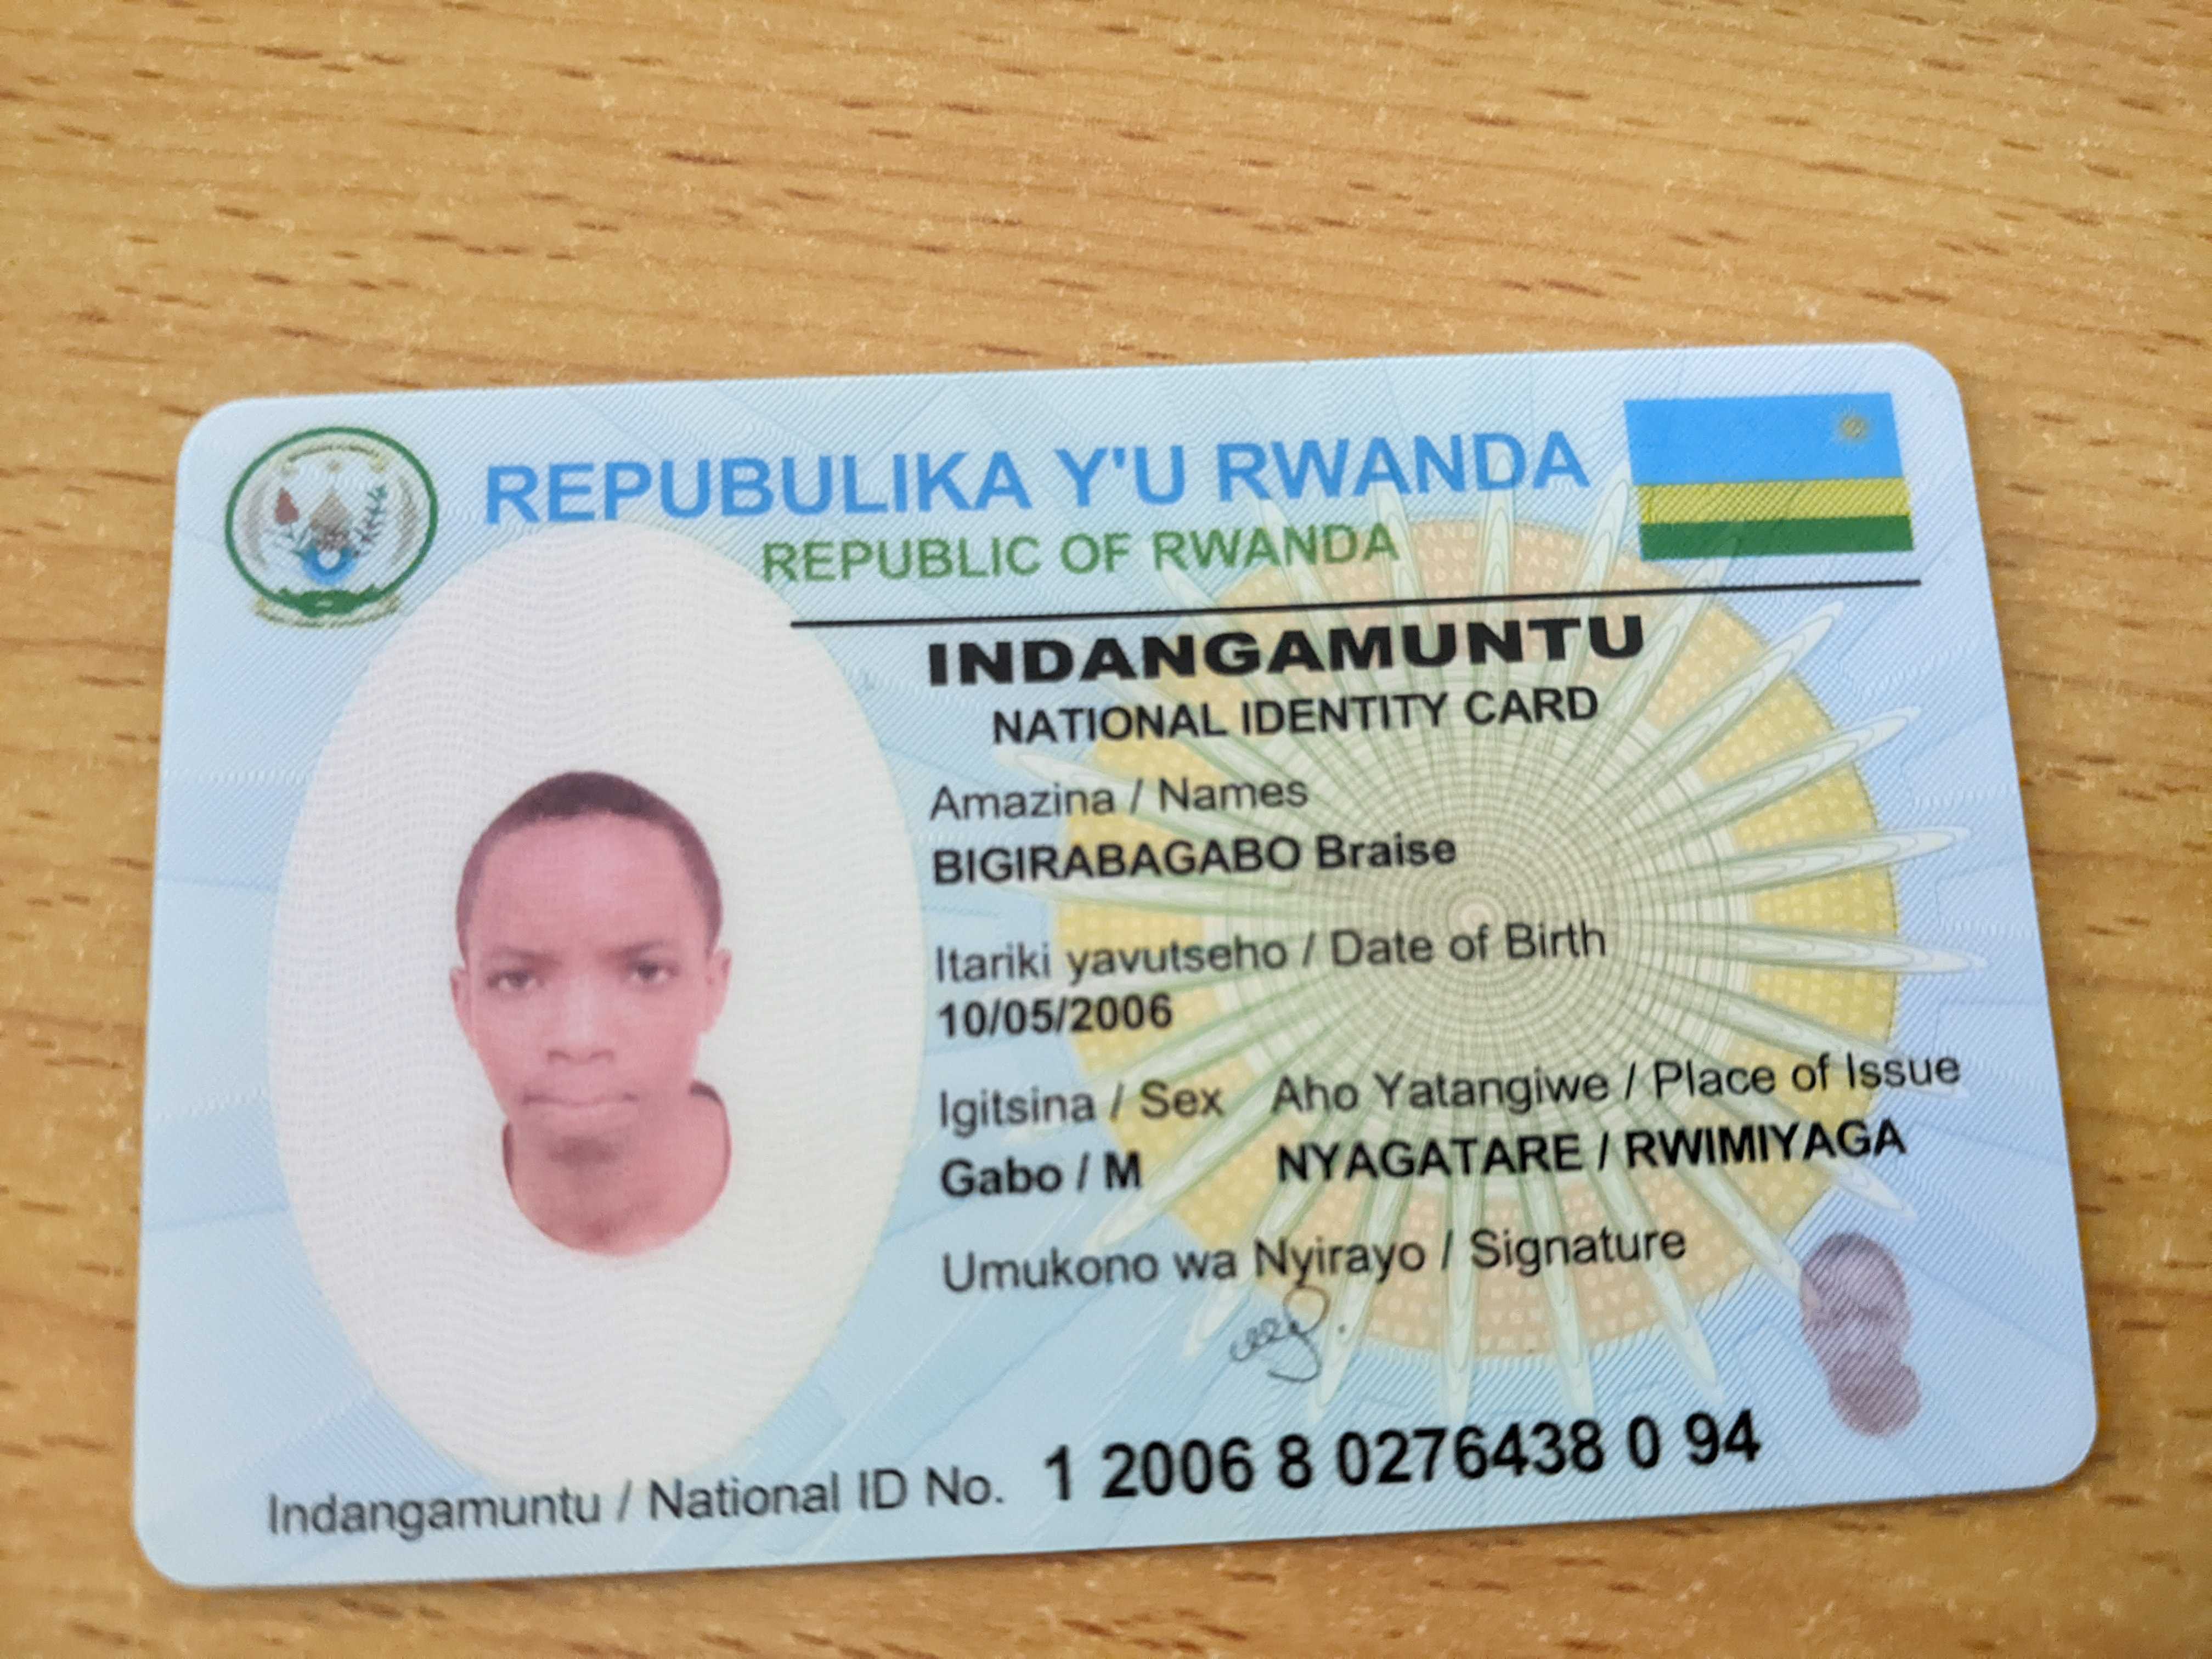 REPUBULIKA Y'U RWANDA
REPUBLIC OF RWANDA
INDANGAMUNTU
NATIONAL IDENTITY CARD
Amazina / Names
BIGIRABAGABO Braise
Itariki yavutseho / Date of Birth
10/05/2006
Igitsina / Sex Aho Yatangiwe / Place of Issue
Gabo / M NYAGATARE / RWIMIYAGA
Umukono wa Nyirayo / Signature
Indangamuntu / National ID No. 1 2006 8 0276438 0 94